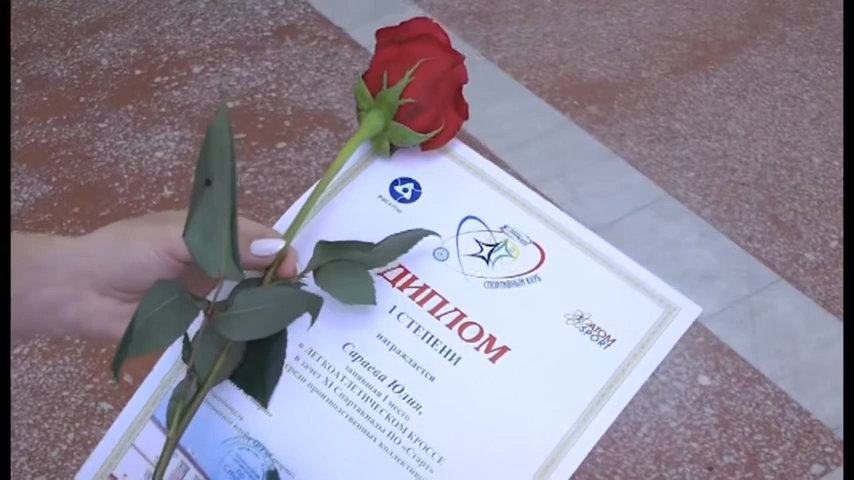 РОСАТОМ
СПОРТИВНЫЙ КЛУБ
АТОМ
SPORT
ДИПЛОМ
I СТЕПЕНИ
награждается
Сараева Юлия,
занявшая I место
в ЛЕГКОАТЛЕТИЧЕСКОМ КРОССЕ
в зачет XI Спартакиады ПО «Старт»
среди производственных коллективов